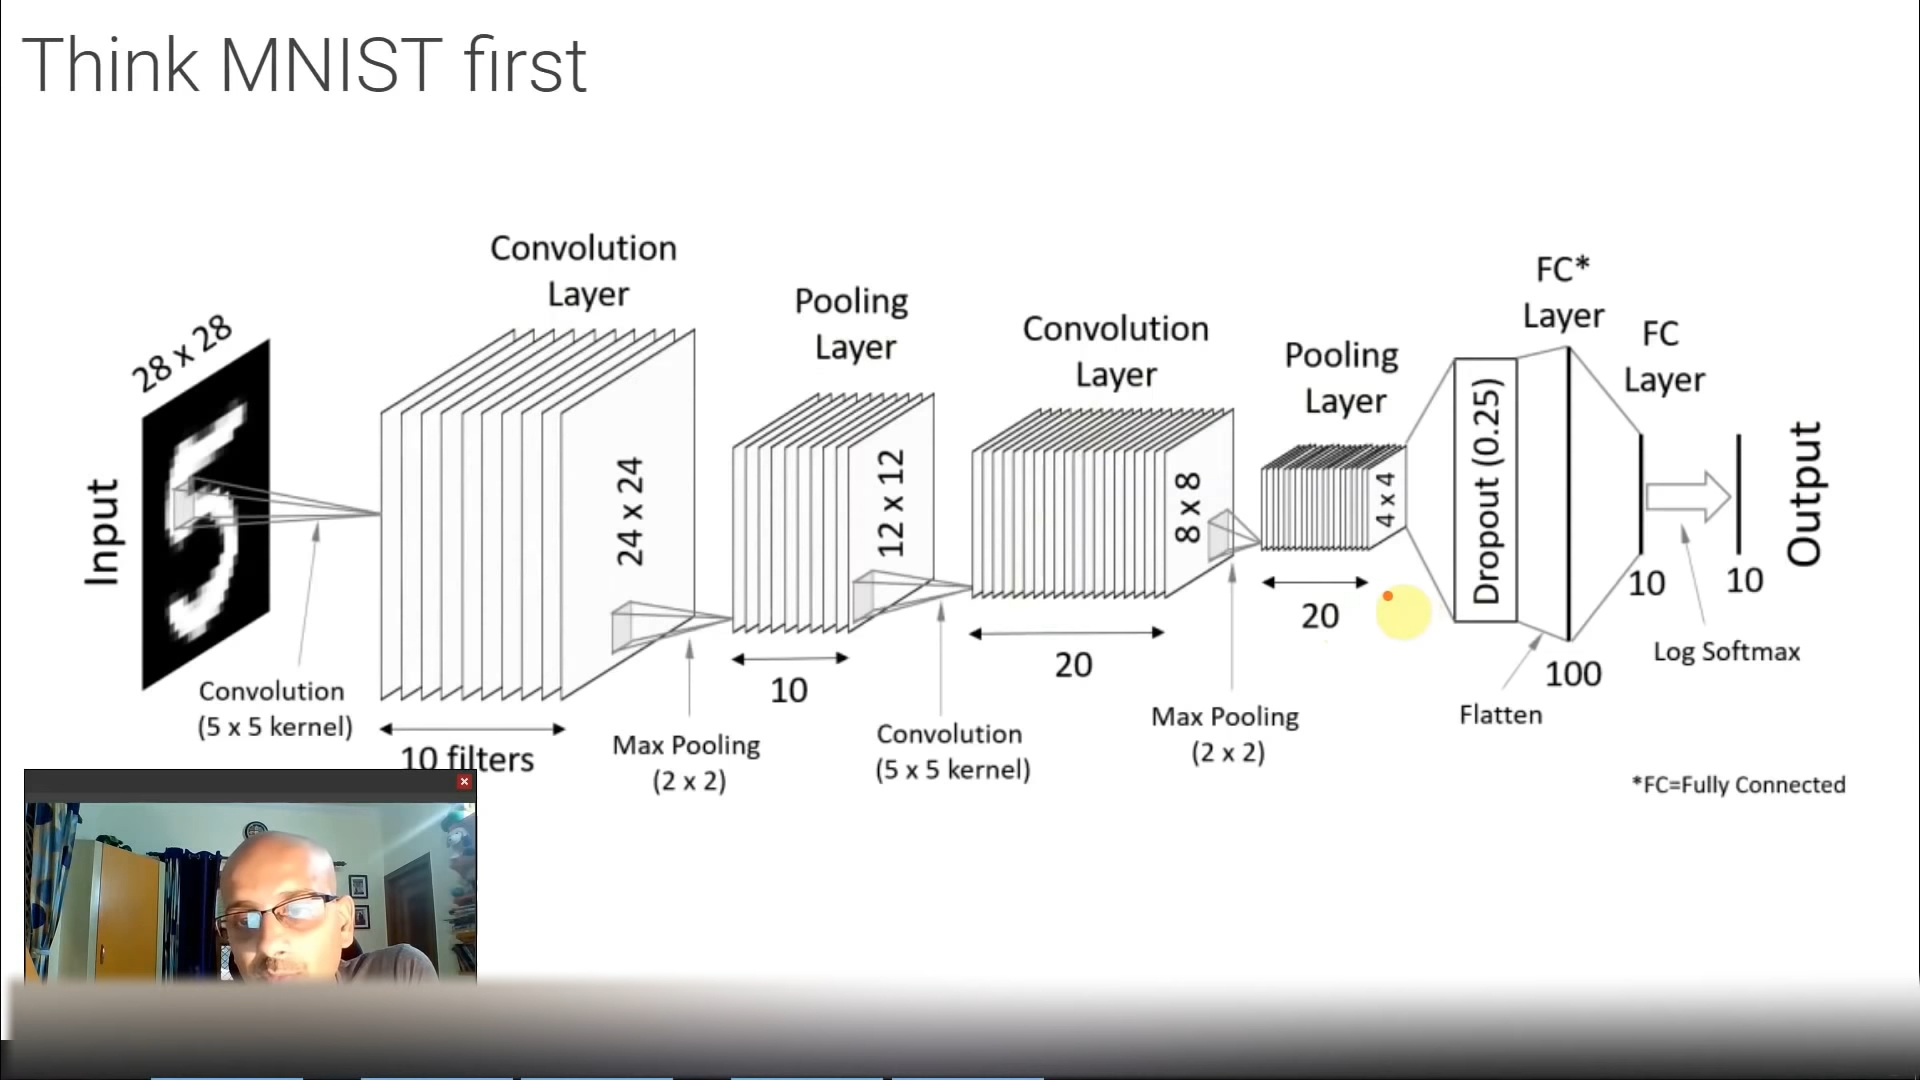 Think MNIST first
Input
28 x 28
Convolution
(5 x 5 kernel)
Convolution
Layer
24 x 24
10 filters
Max Pooling
(2 x 2)
Pooling
Layer
12 x 12
10
Convolution
(5 x 5 kernel)
Convolution
Layer
8 x 8
20
Max Pooling
(2 x 2)
Pooling
Layer
4 x 4
20
Dropout (0.25)
Flatten
FC*
Layer
100
FC
Layer
10
Log Softmax
10
Output
*FC=Fully Connected